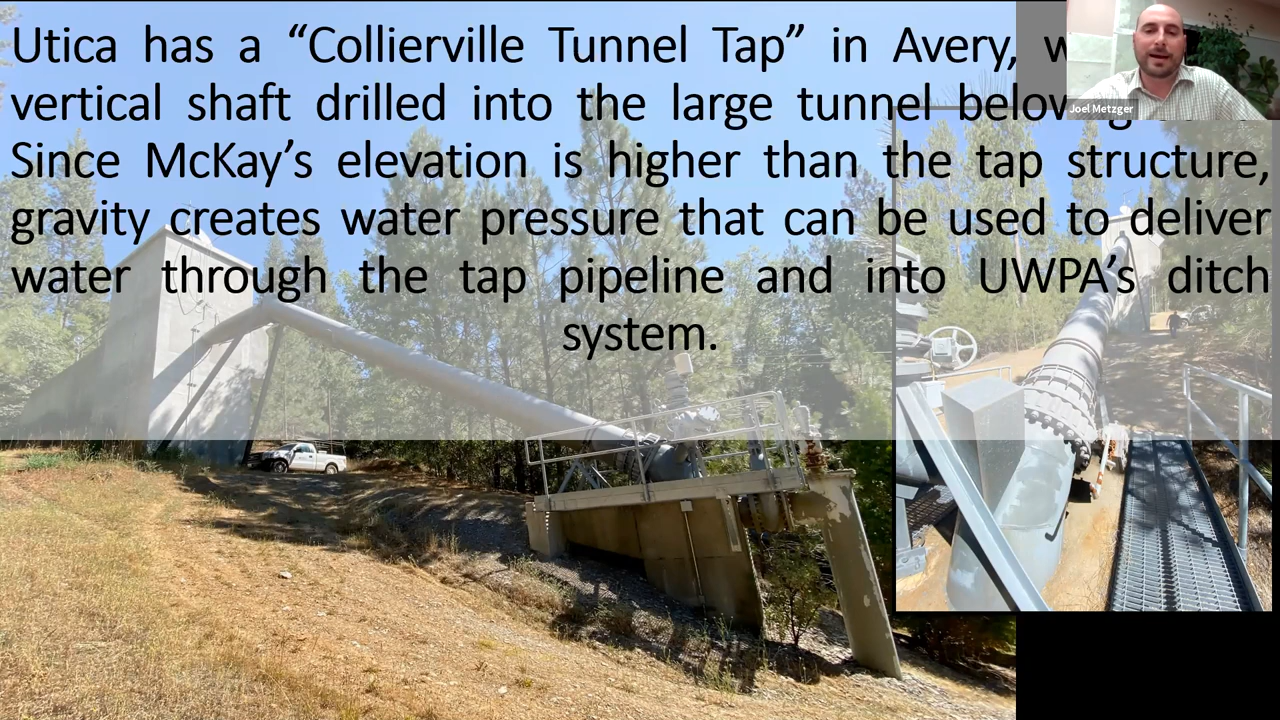 Utica has a “Collierville Tunnel Tap” in Avery,
vertical shaft drilled into the large tunnel below
Since McKay’s elevation is higher than the tap structure,
gravity creates water pressure that can be used to deliver
water through the tap pipeline and into UWPA’s ditch
system.
Joel Metzger